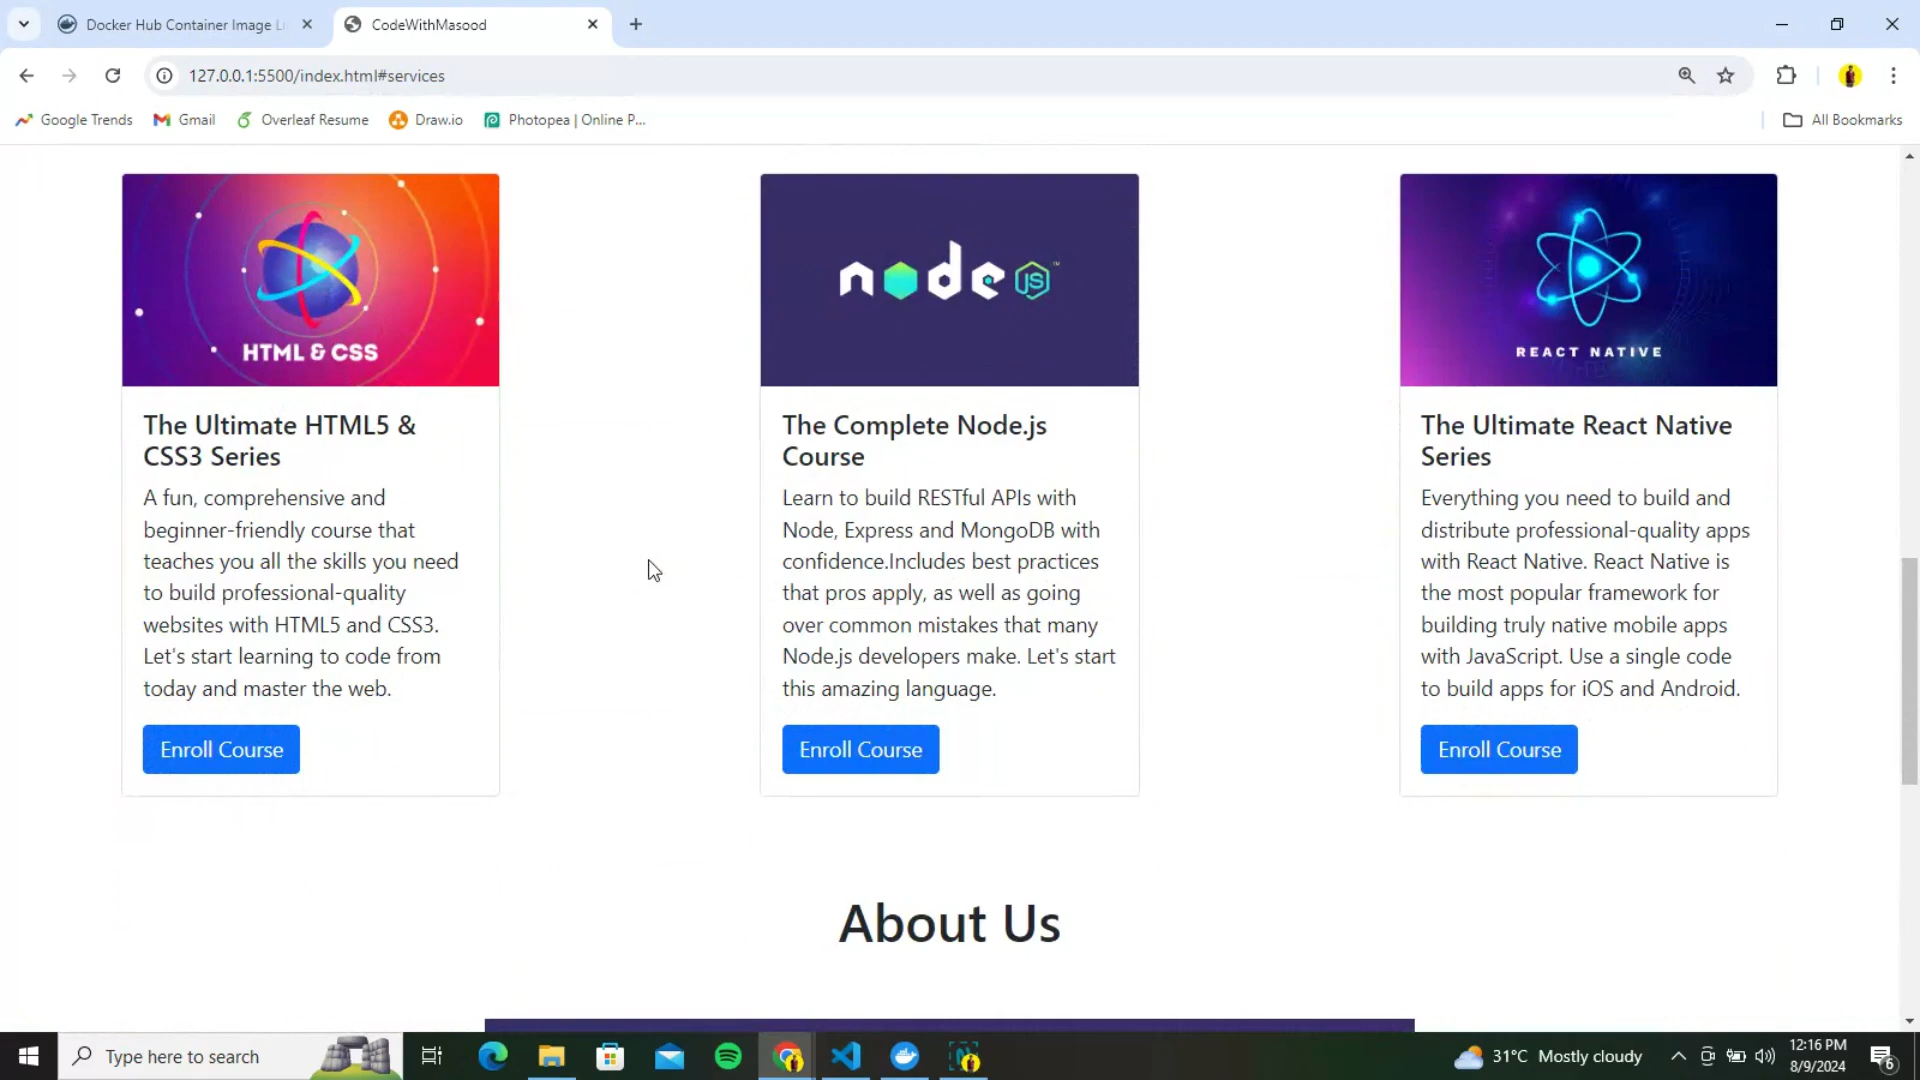 Docker Hub Container Image Li
CodeWithMasood
127.0.0.1:5500/index.html#services
Google Trends
Gmail
Overleaf Resume
Draw.io
Photopea | Online P...
All Bookmarks
HTML & CSS
node JS ™
REACT NATIVE
The Ultimate HTML5 &
CSS3 Series
A fun, comprehensive and
beginner-friendly course that
teaches you all the skills you need
to build professional-quality
websites with HTML5 and CSS3.
Let's start learning to code from
today and master the web.
Enroll Course
The Complete Node.js
Course
Learn to build RESTful APIs with
Node, Express and MongoDB with
confidence.Includes best practices
that pros apply, as well as going
over common mistakes that many
Node.js developers make. Let's start
this amazing language.
Enroll Course
The Ultimate React Native
Series
Everything you need to build and
distribute professional-quality apps
with React Native. React Native is
the most popular framework for
building truly native mobile apps
with JavaScript. Use a single code
to build apps for iOS and Android.
Enroll Course
About Us
Type here to search
31°C Mostly cloudy
12:16 PM
8/9/2024
6